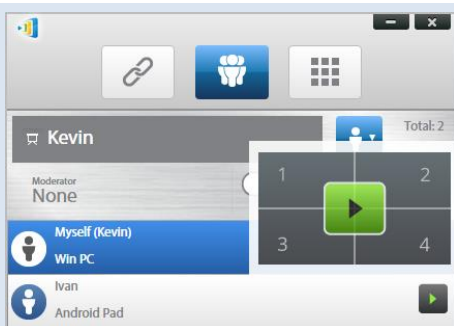 Kevin
Total: 2
Moderator
None
1 2
3 4
Myself (Kevin)
Win PC
Ivan
Android Pad